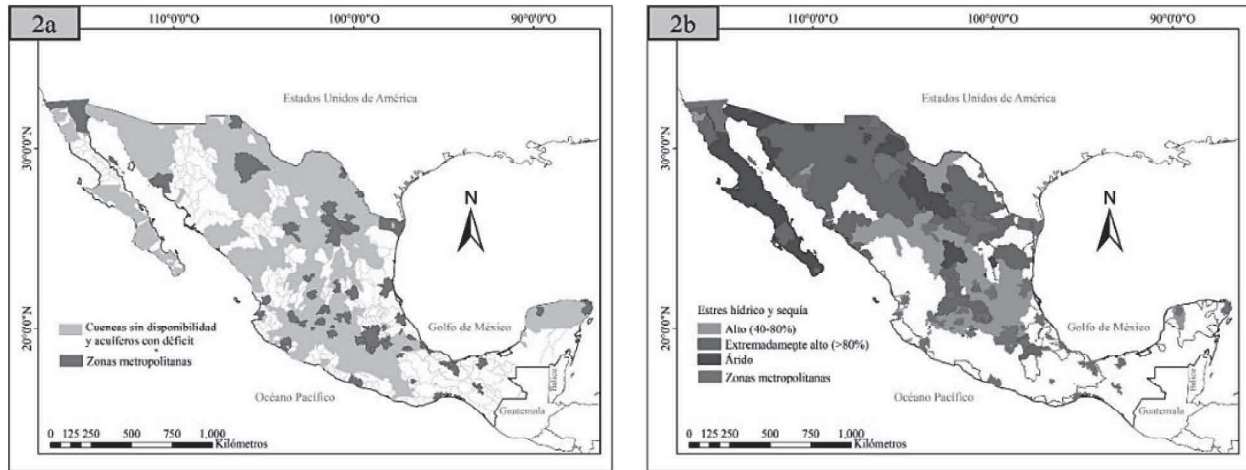 2a
110°0'0"O
100°0'0"O
90°0'0"O
30°0'0"N
20°0'0"N
Estados Unidos de América
N
Golfo de México
Océano Pacífico
Belice
Guatemala
Cuencas sin disponibilidad
y acuíferos con déficit
Zonas metropolitanas
0 125 250 500 750 1,000
Kilómetros
2b
110°0'0"O
100°0'0"O
90°0'0"O
30°0'0"N
20°0'0"N
Estados Unidos de América
N
Golfo de México
Océano Pacífico
Belice
Guatemala
Estres hídrico y sequía
Alto (40-80%)
Extremadamente alto (>80%)
Árido
Zonas metropolitanas
0 125 250 500 750 1,000
Kilómetros